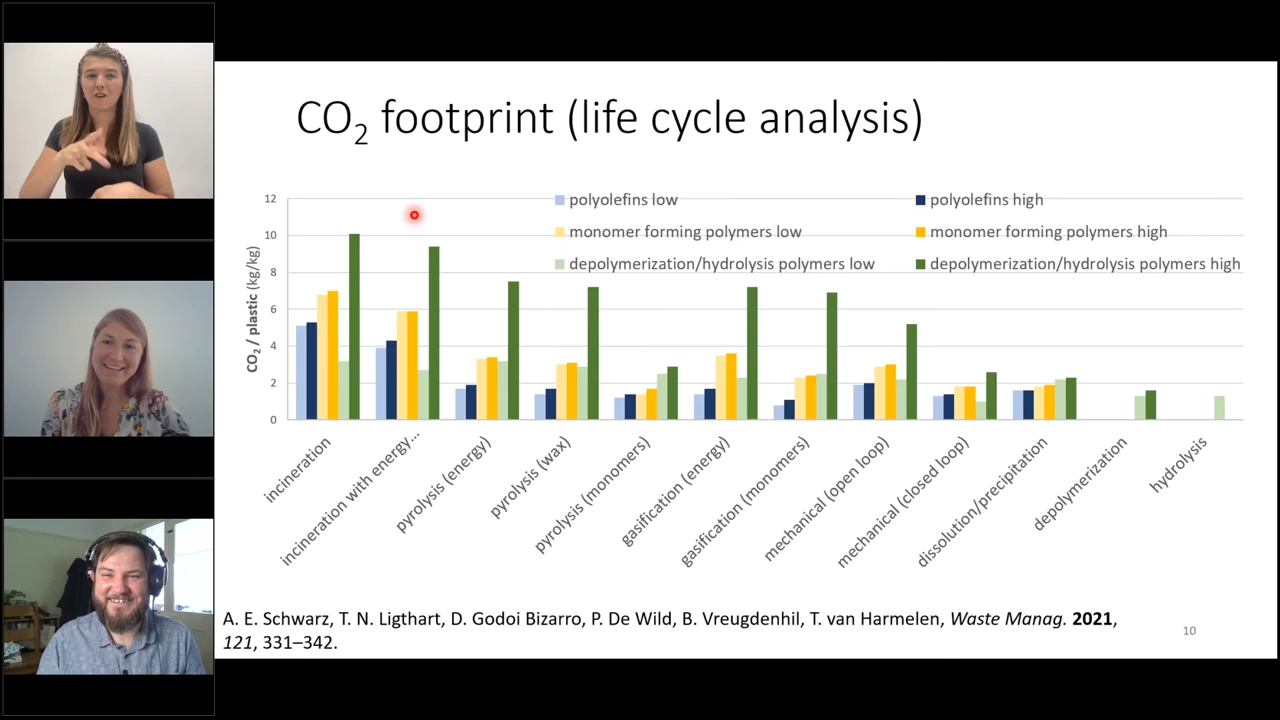 CO2 footprint (life cycle analysis)
12
10
8
6
4
2
0
CO2 / plastic (kg/kg)
polyolefins low
polyolefins high
monomer forming polymers low
monomer forming polymers high
depolymerization/hydrolysis polymers low
depolymerization/hydrolysis polymers high
incineration
incineration with energy...
pyrolysis (energy)
pyrolysis (wax)
pyrolysis (monomers)
gasification (energy)
gasification (monomers)
mechanical (open loop)
mechanical (closed loop)
dissolution/precipitation
depolymerization
hydrolysis
A. E. Schwarz, T. N. Ligthart, D. Godoi Bizarro, P. De Wild, B. Vreugdenhil, T. van Harmelen, Waste Manag. 2021,
121, 331–342.
10